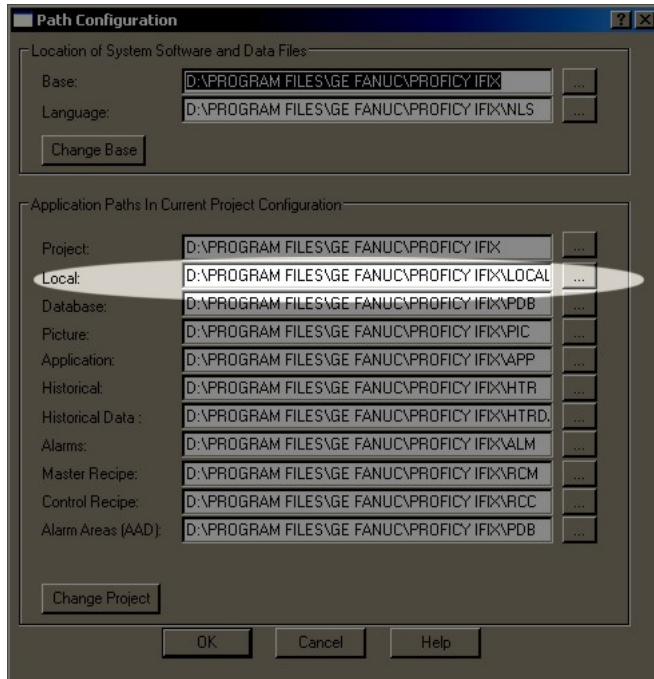 Path Configuration
Location of System Software and Data Files
Base: D:\PROGRAM FILES\GE FANUC\PROFICY IFIX ...
Language: D:\PROGRAM FILES\GE FANUC\PROFICY IFIX\NLS ...
Change Base
Application Paths In Current Project Configuration
Project: D:\PROGRAM FILES\GE FANUC\PROFICY IFIX ...
Local: D:\PROGRAM FILES\GE FANUC\PROFICY IFIX\LOCAL ...
Database: D:\PROGRAM FILES\GE FANUC\PROFICY IFIX\PDB ...
Picture: D:\PROGRAM FILES\GE FANUC\PROFICY IFIX\PIC ...
Application: D:\PROGRAM FILES\GE FANUC\PROFICY IFIX\APP ...
Historical: D:\PROGRAM FILES\GE FANUC\PROFICY IFIX\HTR ...
Historical Data : D:\PROGRAM FILES\GE FANUC\PROFICY IFIX\HTRD. ...
Alarms: D:\PROGRAM FILES\GE FANUC\PROFICY IFIX\ALM ...
Master Recipe: D:\PROGRAM FILES\GE FANUC\PROFICY IFIX\RCM ...
Control Recipe: D:\PROGRAM FILES\GE FANUC\PROFICY IFIX\RCC ...
Alarm Areas (AAD): D:\PROGRAM FILES\GE FANUC\PROFICY IFIX\PDB ...
Change Project
OK Cancel Help